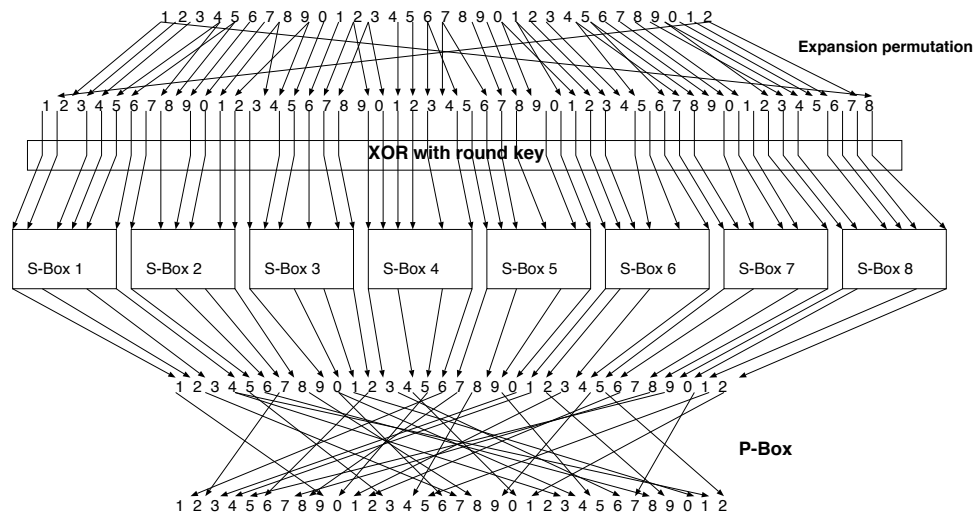 1 2 3 4 5 6 7 8 9 0 1 2 3 4 5 6 7 8 9 0 1 2 3 4 5 6 7 8 9 0 1 2
Expansion permutation
1 2 3 4 5 6 7 8 9 0 1 2 3 4 5 6 7 8 9 0 1 2 3 4 5 6 7 8 9 0 1 2 3 4 5 6 7 8 9 0 1 2 3 4 5 6 7 8
XOR with round key
S-Box 1 S-Box 2 S-Box 3 S-Box 4 S-Box 5 S-Box 6 S-Box 7 S-Box 8
1 2 3 4 5 6 7 8 9 0 1 2 3 4 5 6 7 8 9 0 1 2 3 4 5 6 7 8 9 0 1 2
P-Box
1 2 3 4 5 6 7 8 9 0 1 2 3 4 5 6 7 8 9 0 1 2 3 4 5 6 7 8 9 0 1 2